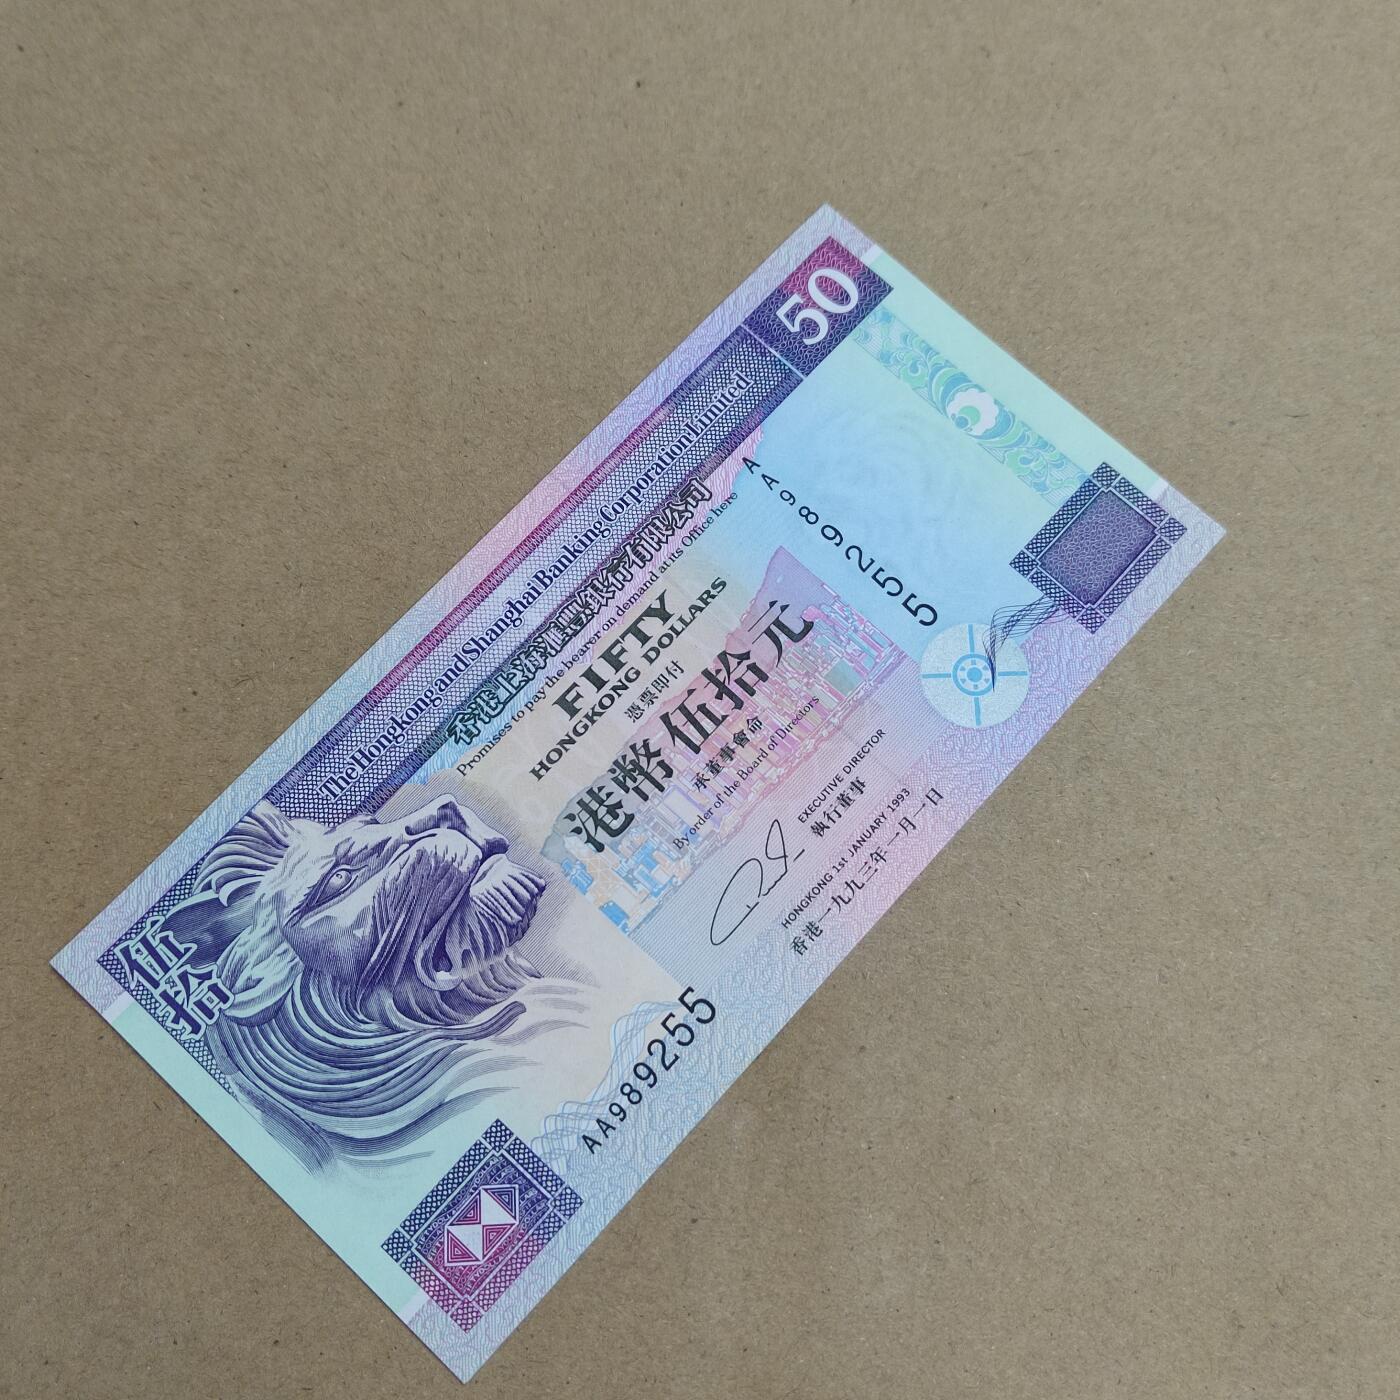 50
The Hongkong and Shanghai Banking Corporation Limited
香港上海滙豐銀行有限公司
Promises to pay the bearer on demand at its Office here
AA989255
FIFTY
HONGKONG DOLLARS
憑票即付
港幣伍拾元
承董事會命
By order of the Board of Directors
EXECUTIVE DIRECTOR
執行董事
HONGKONG 1st JANUARY 1993
香港一九九三年一月一日
伍拾
AA989255